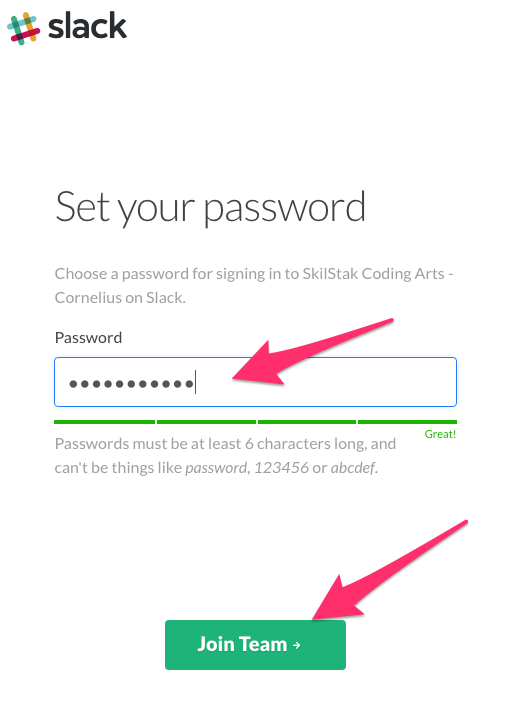 slack
Set your password
Choose a password for signing in to SkilStak Coding Arts -
Cornelius on Slack.
Password
●●●●●●●●●●●
Great!
Passwords must be at least 6 characters long, and
can't be things like password, 123456 or abcdef.
Join Team →